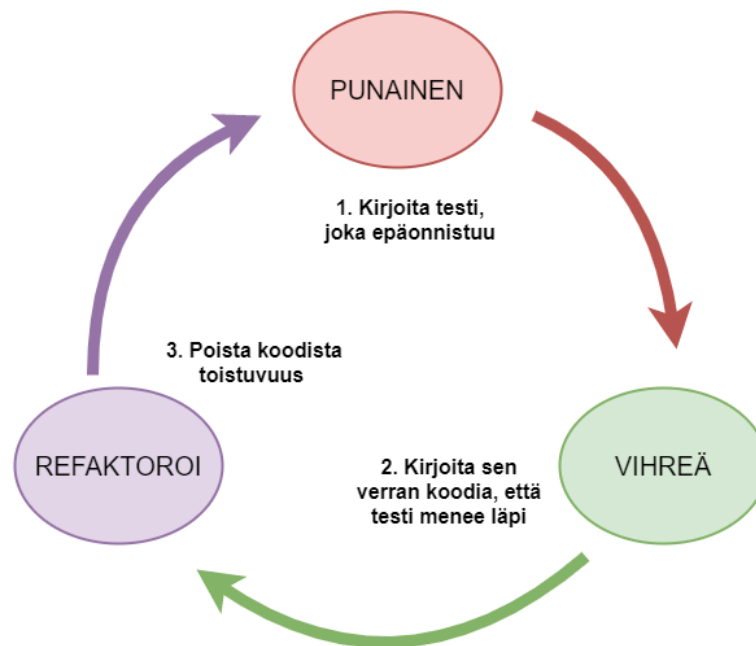 PUNAINEN
1. Kirjoita testi,
joka epäonnistuu
3. Poista koodista
toistuvuus
REFAKTOROI
VIHREÄ
2. Kirjoita sen
verran koodia, että
testi menee läpi